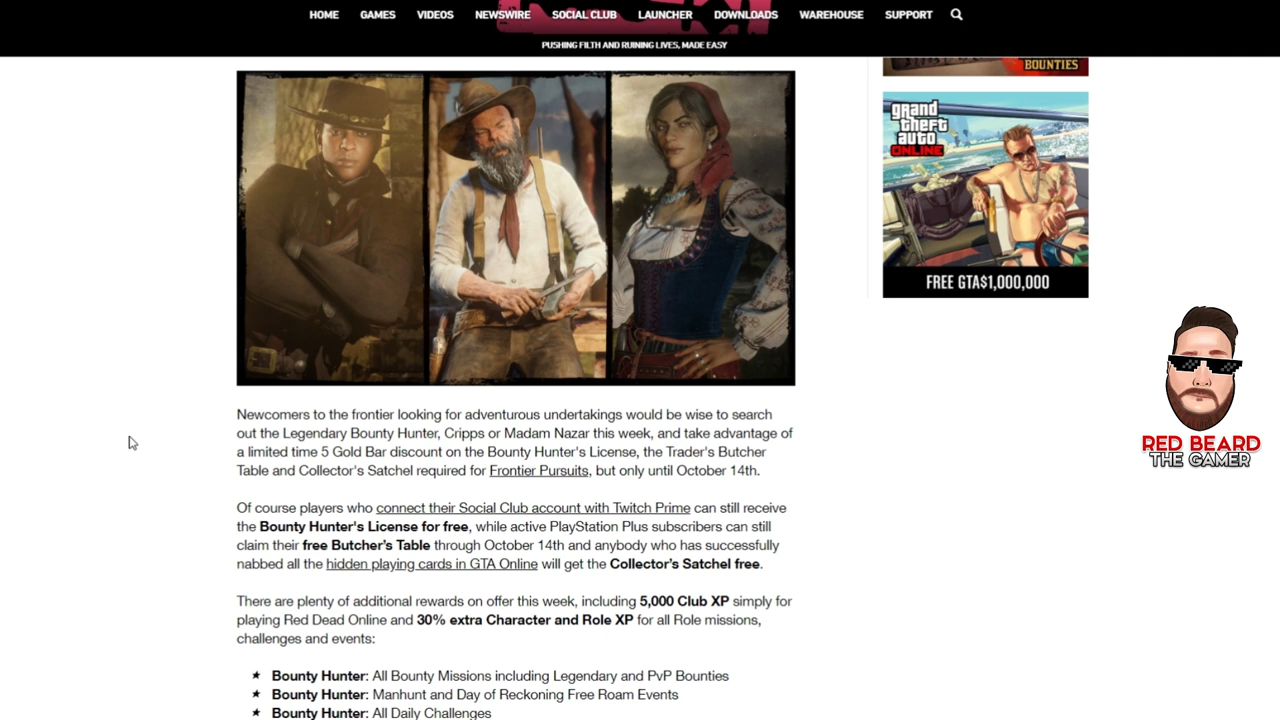 HOME GAMES VIDEOS NEWSWIRE SOCIAL CLUB LAUNCHER DOWNLOADS WAREHOUSE SUPPORT
PUSHING FILTH AND RUINING LIVES, MADE EASY
BOUNTIES
grand
theft
auto
ONLINE
FREE GTA$1,000,000
Newcomers to the frontier looking for adventurous undertakings would be wise to search
out the Legendary Bounty Hunter, Cripps or Madam Nazar this week, and take advantage of
a limited time 5 Gold Bar discount on the Bounty Hunter's License, the Trader's Butcher
Table and Collector's Satchel required for Frontier Pursuits, but only until October 14th.
Of course players who connect their Social Club account with Twitch Prime can still receive
the Bounty Hunter's License for free, while active PlayStation Plus subscribers can still
claim their free Butcher's Table through October 14th and anybody who has successfully
nabbed all the hidden playing cards in GTA Online will get the Collector's Satchel free.
There are plenty of additional rewards on offer this week, including 5,000 Club XP simply for
playing Red Dead Online and 30% extra Character and Role XP for all Role missions,
challenges and events:
★ Bounty Hunter: All Bounty Missions including Legendary and PvP Bounties
★ Bounty Hunter: Manhunt and Day of Reckoning Free Roam Events
★ Bounty Hunter: All Daily Challenges
RED BEARD
THE GAMER